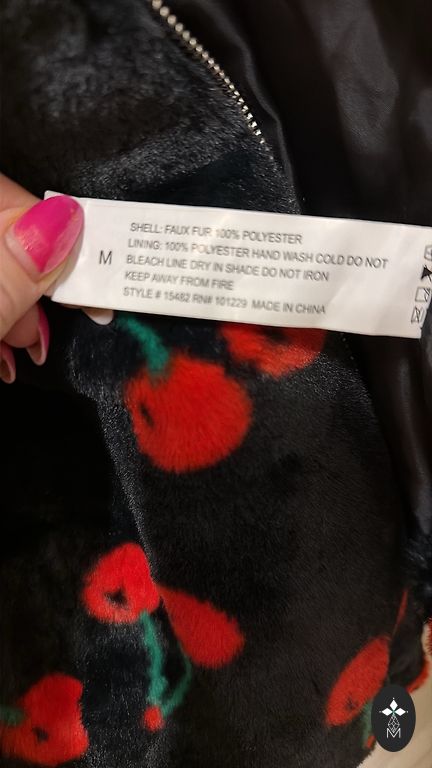 SHELL: FAUX FUR 100% POLYESTER
LINING: 100% POLYESTER HAND WASH COLD DO NOT
M BLEACH LINE DRY IN SHADE DO NOT IRON
KEEP AWAY FROM FIRE
STYLE # 15482 RN# 101229 MADE IN CHINA
M